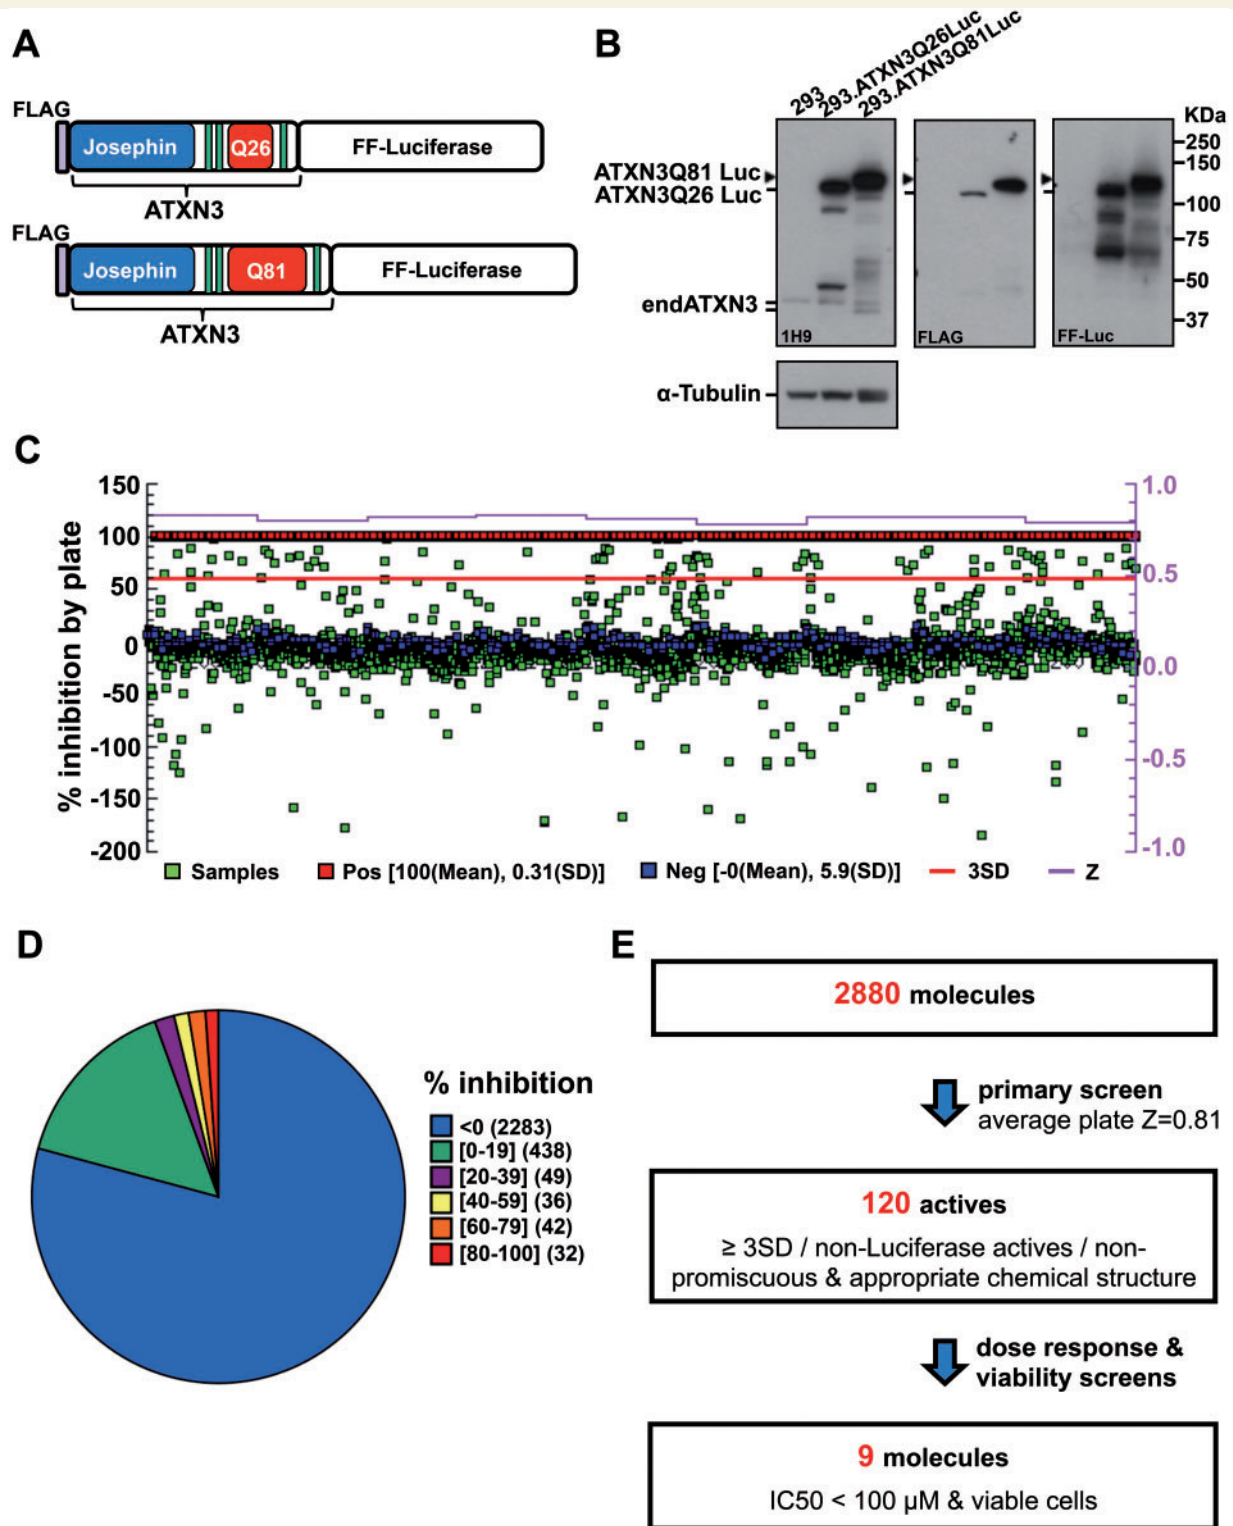 A
FLAG
Josephin
Q26
FF-Luciferase
ATXN3
FLAG
Josephin
Q81
FF-Luciferase
ATXN3
B
293
293.ATXN3Q26Luc
293.ATXN3Q81Luc
KDa
250
150
100
75
50
37
ATXN3Q81 Luc
ATXN3Q26 Luc
endATXN3
1H9
FLAG
FF-Luc
α-Tubulin
C
% inhibition by plate
150
100
50
0
-50
-100
-150
-200
1.0
0.5
0.0
-0.5
-1.0
Samples
Pos [100(Mean), 0.31(SD)]
Neg [-0(Mean), 5.9(SD)]
3SD
Z
D
% inhibition
<0 (2283)
[0-19] (438)
[20-39] (49)
[40-59] (36)
[60-79] (42)
[80-100] (32)
E
2880 molecules
primary screen
average plate Z=0.81
120 actives
≥ 3SD / non-Luciferase actives / non-
promiscuous & appropriate chemical structure
dose response &
viability screens
9 molecules
IC50 < 100 µM & viable cells